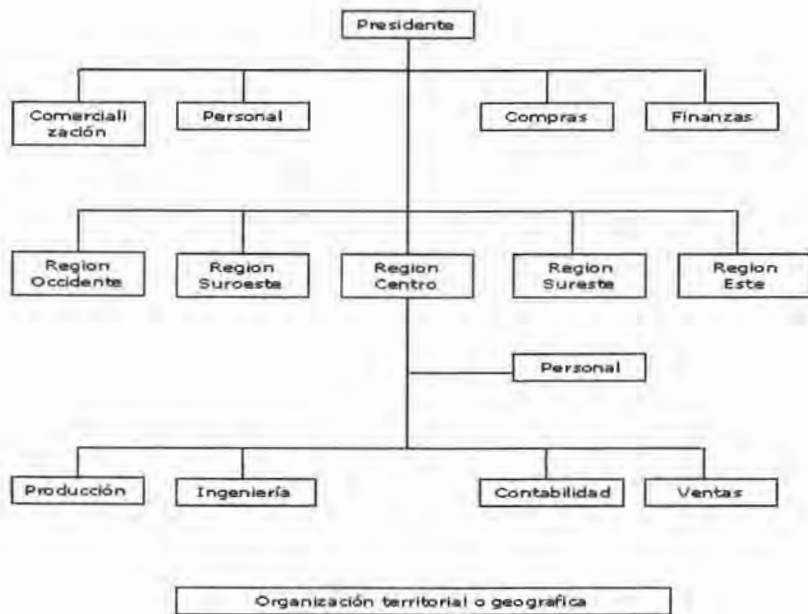 Presidente
Comerciali
zación
Personal
Compras
Finanzas
Region
Occidente
Region
Suroeste
Region
Centro
Region
Sureste
Region
Este
Personal
Producción
Ingeniería
Contabilidad
Ventas
Organización territorial o geografica